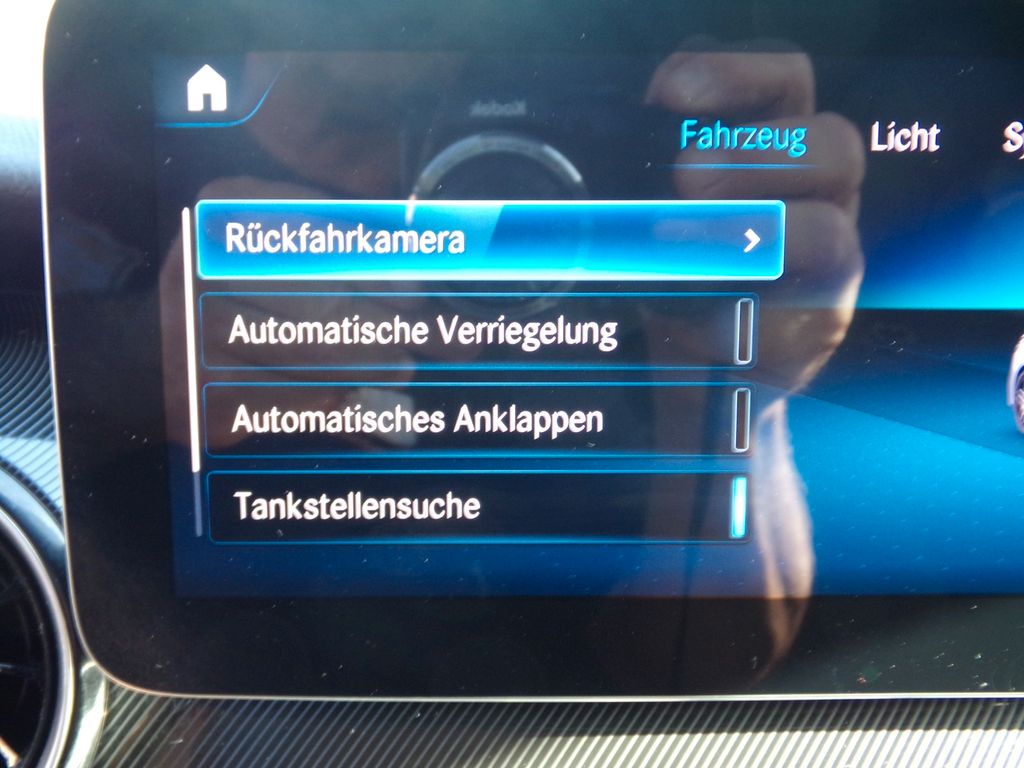 Fahrzeug Licht
Rückfahrkamera
Automatische Verriegelung
Automatisches Anklappen
Tankstellensuche